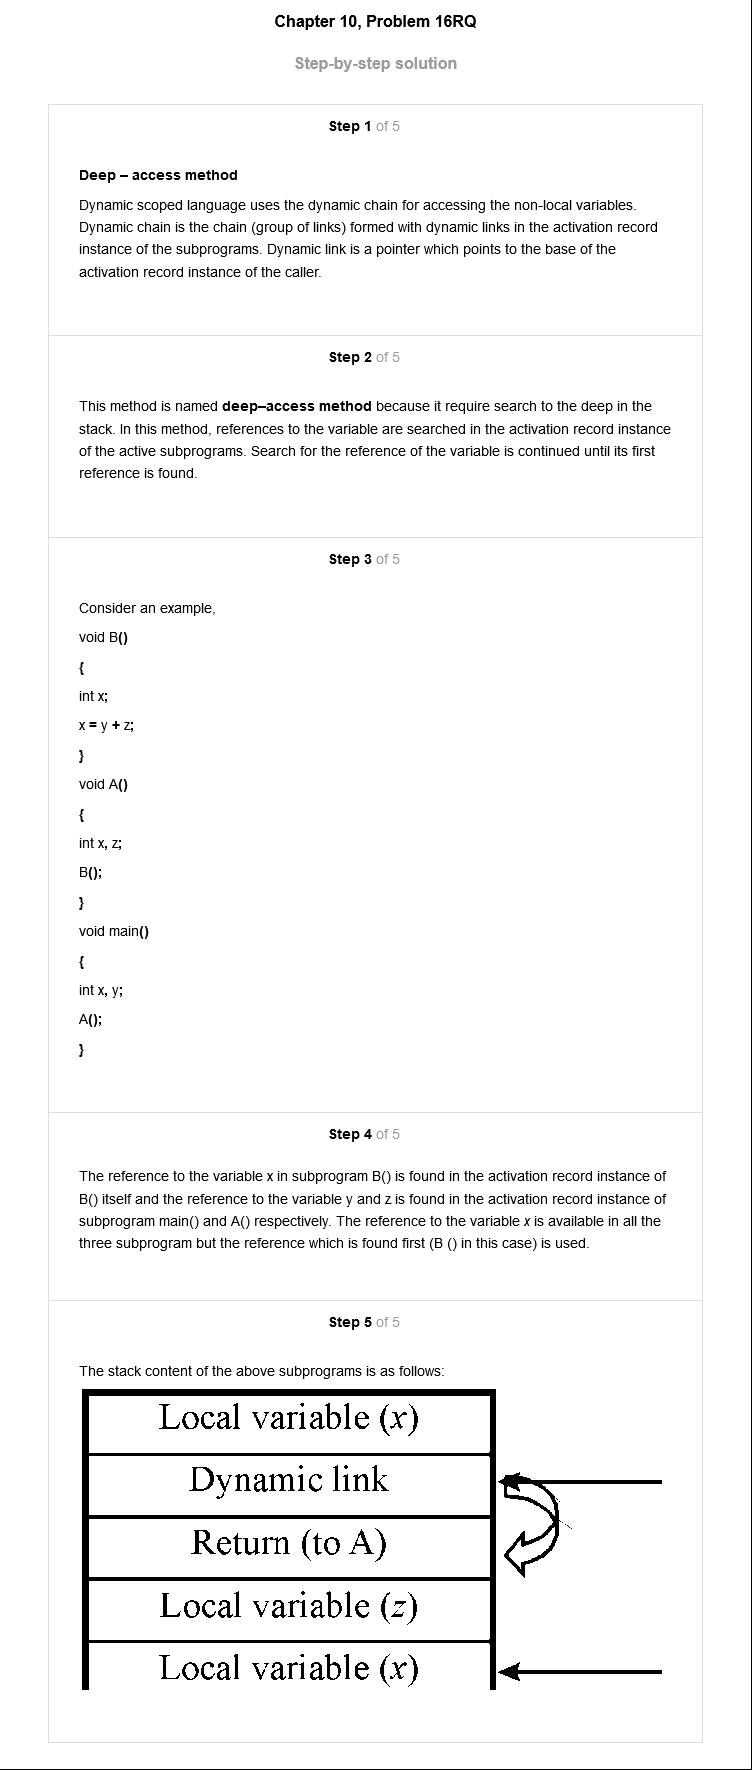 Chapter 10, Problem 16RQ
Step-by-step solution
Step 1 of 5
Deep – access method
Dynamic scoped language uses the dynamic chain for accessing the non-local variables.
Dynamic chain is the chain (group of links) formed with dynamic links in the activation record
instance of the subprograms. Dynamic link is a pointer which points to the base of the
activation record instance of the caller.
Step 2 of 5
This method is named deep–access method because it require search to the deep in the
stack. In this method, references to the variable are searched in the activation record instance
of the active subprograms. Search for the reference of the variable is continued until its first
reference is found.
Step 3 of 5
Consider an example,
void B()
{
int x;
x = y + z;
}
void A()
{
int x, z;
B();
}
void main()
{
int x, y;
A();
}
Step 4 of 5
The reference to the variable x in subprogram B() is found in the activation record instance of
B() itself and the reference to the variable y and z is found in the activation record instance of
subprogram main() and A() respectively. The reference to the variable x is available in all the
three subprogram but the reference which is found first (B () in this case) is used.
Step 5 of 5
The stack content of the above subprograms is as follows:
Local variable (x)
Dynamic link
Return (to A)
Local variable (z)
Local variable (x)